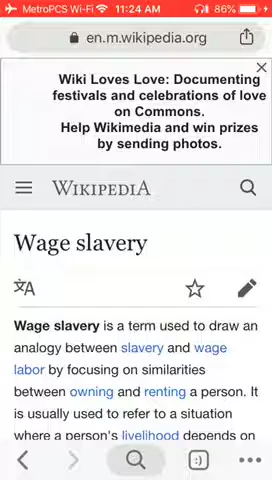 MetroPCS Wi-Fi 11:24 AM 86%
en.m.wikipedia.org
Wiki Loves Love: Documenting
festivals and celebrations of love
on Commons.
Help Wikimedia and win prizes
by sending photos.
WIKIPEDIA
Wage slavery
Wage slavery is a term used to draw an
analogy between slavery and wage
labor by focusing on similarities
between owning and renting a person. It
is usually used to refer to a situation
where a person's livelihood depends on
:)